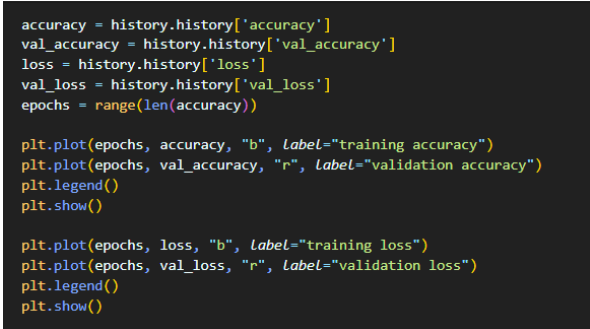 accuracy = history.history['accuracy']
val_accuracy = history.history['val_accuracy']
loss = history.history['loss']
val_loss = history.history['val_loss']
epochs = range(len(accuracy))

plt.plot(epochs, accuracy, "b", label="training accuracy")
plt.plot(epochs, val_accuracy, "r", label="validation accuracy")
plt.legend()
plt.show()

plt.plot(epochs, loss, "b", label="training loss")
plt.plot(epochs, val_loss, "r", label="validation loss")
plt.legend()
plt.show()